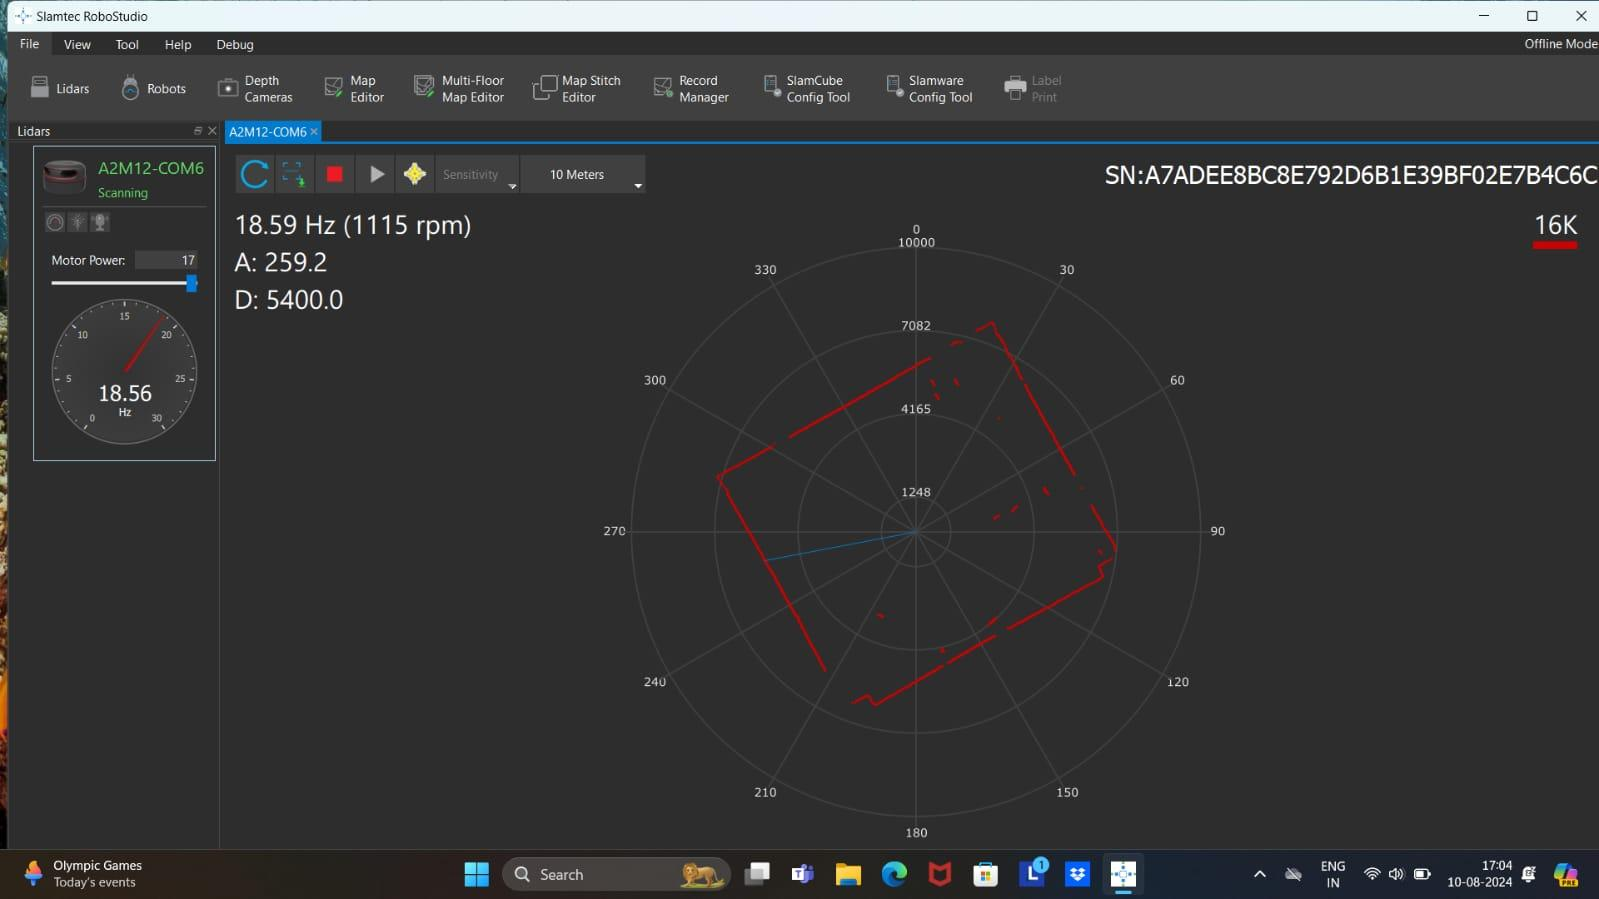 Slamtec RoboStudio
File View Tool Help Debug
Offline Mode
Lidars
Robots
Depth
Cameras
Map
Editor
Multi-Floor
Map Editor
Map Stitch
Editor
Record
Manager
SlamCube
Config Tool
Slamware
Config Tool
Label
Print
Lidars
A2M12-COM6
A2M12-COM6
Scanning
Motor Power: 17
0
5
10
15
20
25
30
18.56
Hz
Sensitivity
10 Meters
SN:A7ADEE8BC8E792D6B1E39BF02E7B4C6C
18.59 Hz (1115 rpm)
A: 259.2
D: 5400.0
16K
0
10000
330
30
7082
300
60
4165
1248
270
90
240
120
210
150
180
Olympic Games
Today's events
Search
T
L
1
ENG
IN
17:04
10-08-2024
PRE